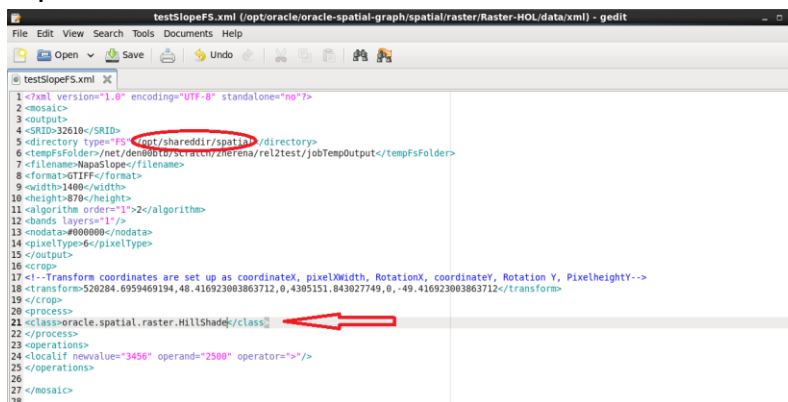 testSlopeFS.xml (/opt/oracle/oracle-spatial-graph/spatial/raster/Raster-HOL/data/xml) - gedit
File Edit View Search Tools Documents Help
Open Save Undo
testSlopeFS.xml
1 <?xml version="1.0" encoding="UTF-8" standalone="no"?>
2 <mosaic>
3 <output>
4 <SRID>32610</SRID>
5 <directory type="FS">/opt/shareddir/spatial</directory>
6 <tempFsFolder>/net/den00btb/scratch/zherena/rel2test/jobTempOutput</tempFsFolder>
7 <filename>NapaSlope</filename>
8 <format>GTIFF</format>
9 <width>1400</width>
10 <height>870</height>
11 <algorithm order="1">2</algorithm>
12 <bands layers="1"/>
13 <nodata>#000000</nodata>
14 <pixelType>6</pixelType>
15 </output>
16 <crop>
17 <!--Transform coordinates are set up as coordinateX, pixelXWidth, RotationX, coordinateY, Rotation Y, PixelheightY-->
18 <transform>520284.6959469194,48.416923003863712,0,4305151.843027749,0,-49.416923003863712</transform>
19 </crop>
20 <process>
21 <class>oracle.spatial.raster.HillShade</class>
22 </process>
23 <operations>
24 <localif newvalue="3456" operand="2500" operator=">"/>
25 </operations>
26
27 </mosaic>
28